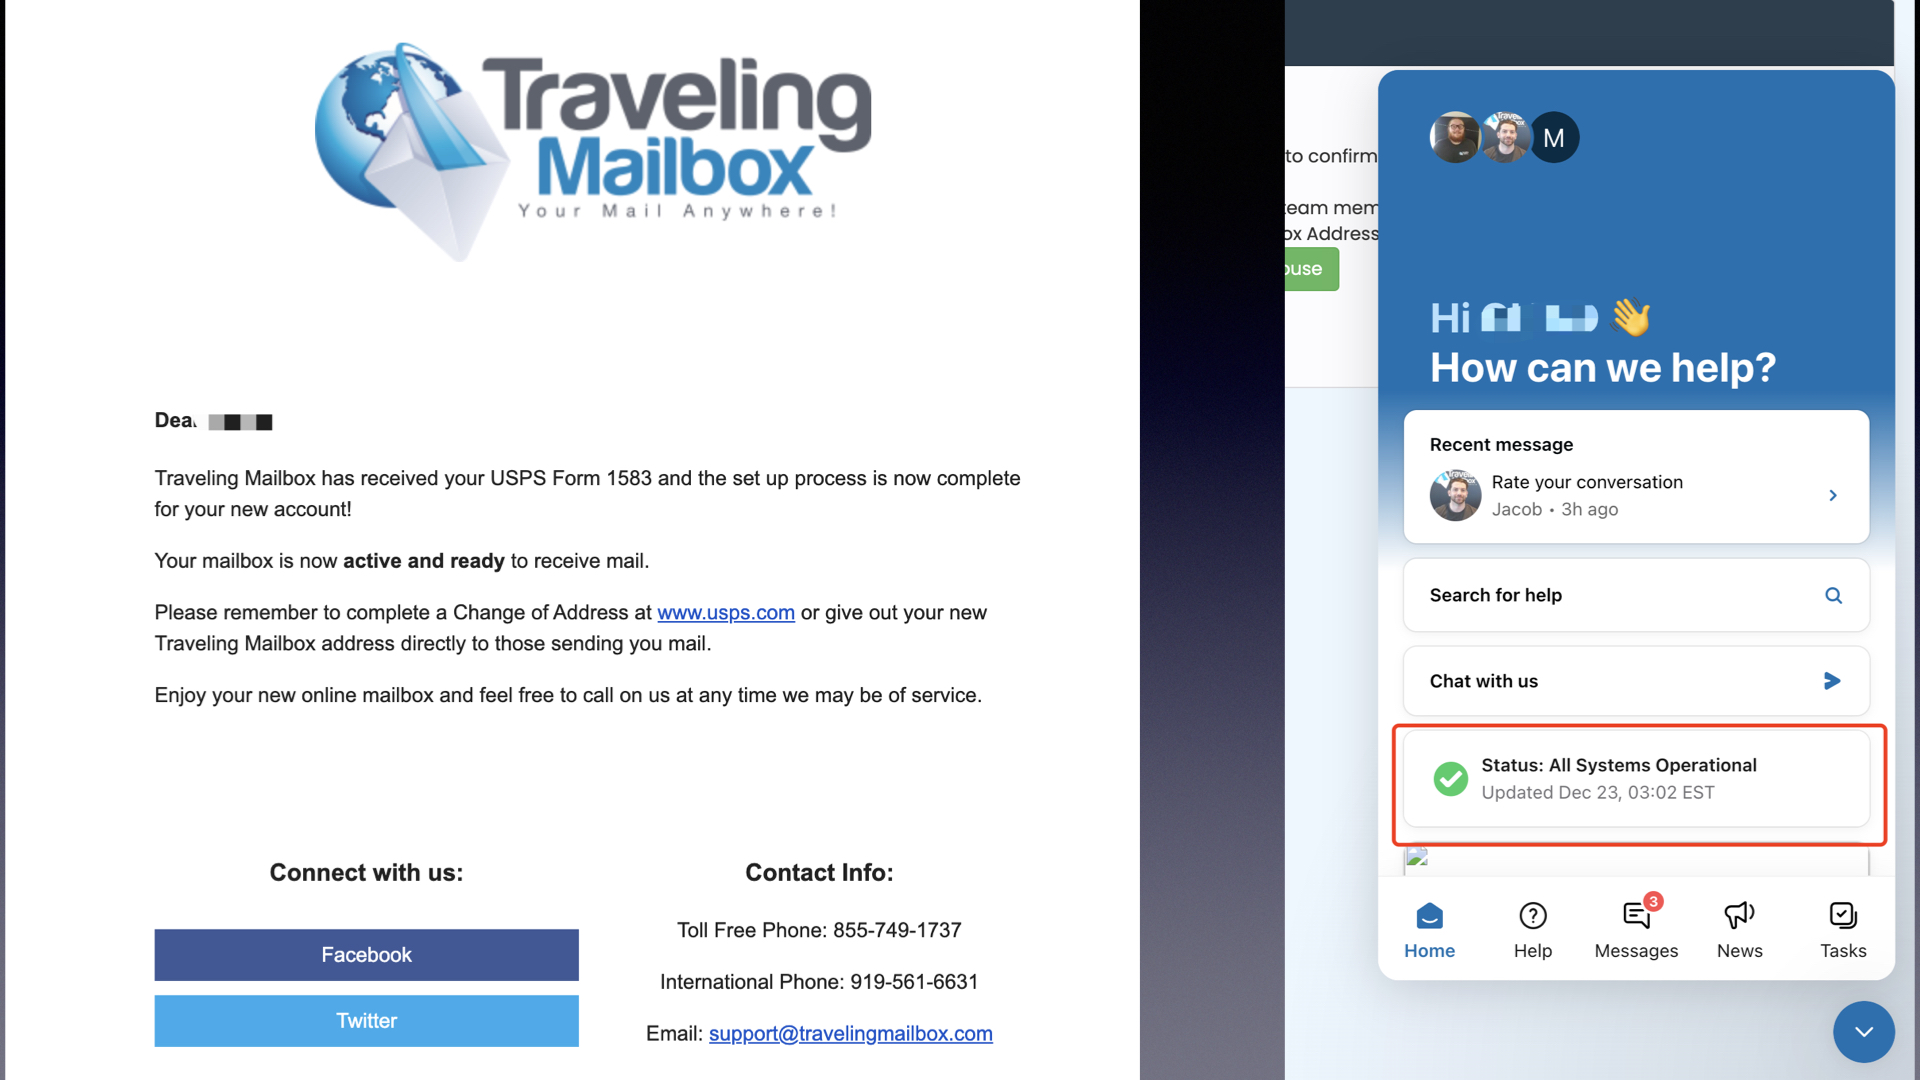 Traveling
Mailbox
Your Mail Anywhere!
Traveling Mailbox has received your USPS Form 1583 and the set up process is now complete
for your new account!
Your mailbox is now active and ready to receive mail.
Please remember to complete a Change of Address at www.usps.com or give out your new
Traveling Mailbox address directly to those sending you mail.
Enjoy your new online mailbox and feel free to call on us at any time we may be of service.
Connect with us:
Facebook
Twitter
Contact Info:
Toll Free Phone: 855-749-1737
International Phone: 919-561-6631
Email: support@travelingmailbox.com
to confirm
Address
M
Hi 👋
How can we help?
Recent message
Rate your conversation
Jacob • 3h ago
Search for help
Chat with us
Status: All Systems Operational
Updated Dec 23, 03:02 EST
3
Home
Help
Messages
News
Tasks